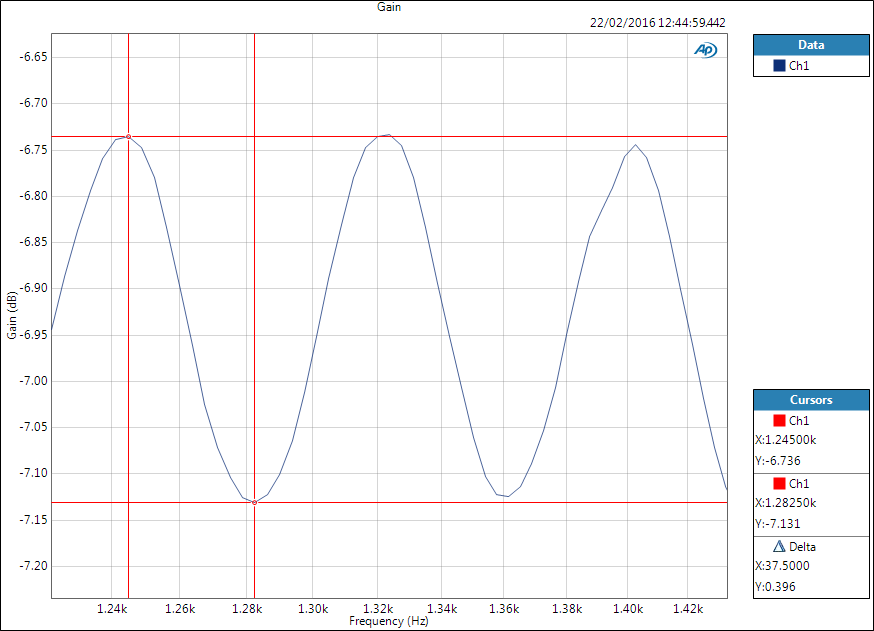 Gain
22/02/2016 12:44:59.442
AP
Data
Ch1
-6.65
-6.70
-6.75
-6.80
-6.85
-6.90
-6.95
-7.00
-7.05
-7.10
-7.15
-7.20
Gain (dB)
1.24k 1.26k 1.28k 1.30k 1.32k 1.34k 1.36k 1.38k 1.40k 1.42k
Frequency (Hz)
Cursors
Ch1
X:1.24500k
Y:-6.736
Ch1
X:1.28250k
Y:-7.131
Delta
X:37.5000
Y:0.396